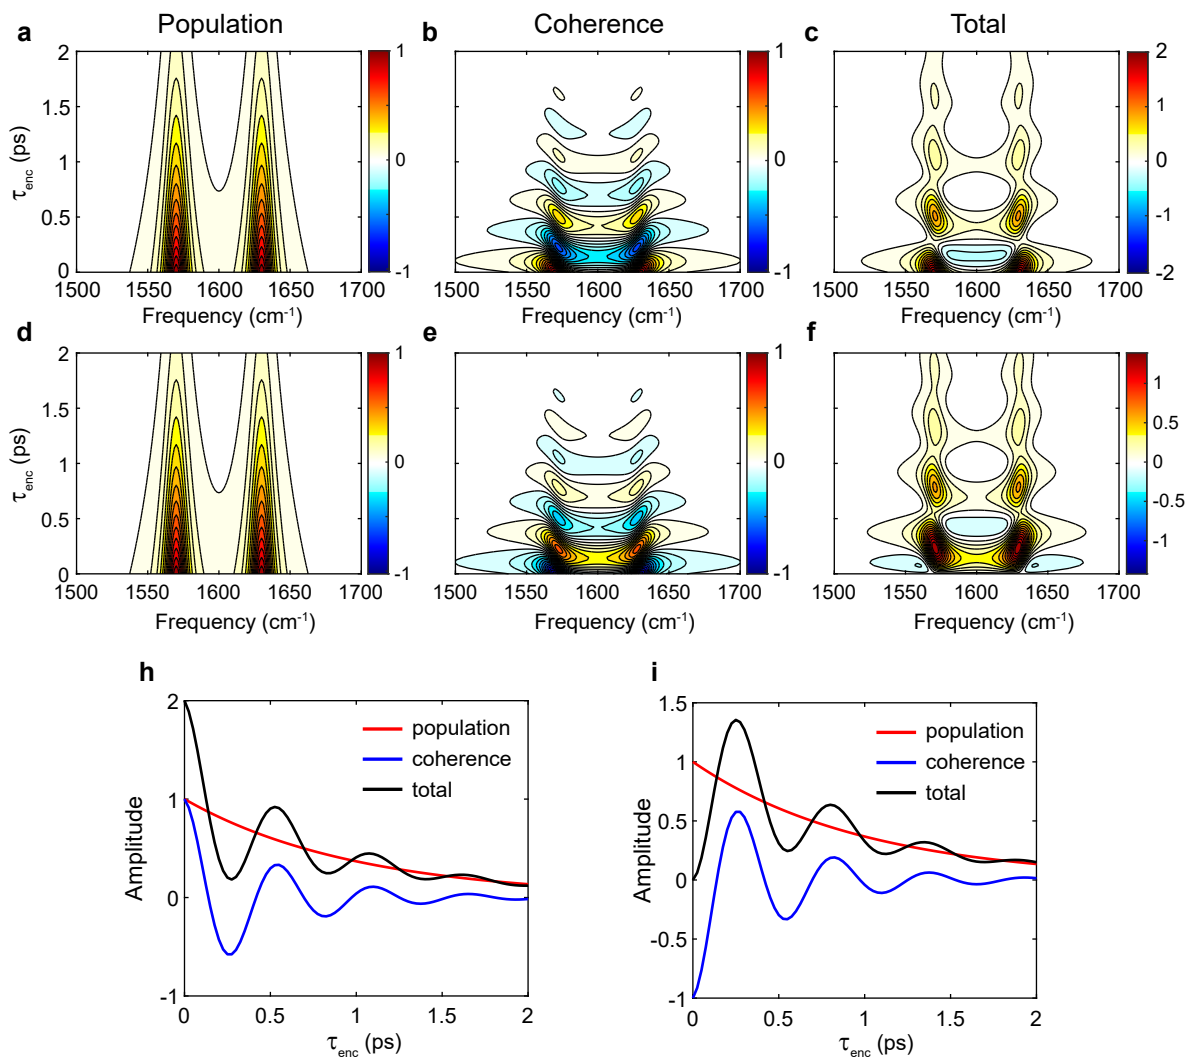 a Population b Coherence c Total
2 1 1 2
1.5 1
1 0 0 0
0.5 -1
0 -1 -1 -2
1500 1550 1600 1650 1700 1500 1550 1600 1650 1700 1500 1550 1600 1650 1700
τenc (ps)
Frequency (cm-1) Frequency (cm-1) Frequency (cm-1)
d e f
2 1 1
1.5 1
1 0 0 0.5
0
0.5 -0.5
-1
0 -1 -1
1500 1550 1600 1650 1700 1500 1550 1600 1650 1700 1500 1550 1600 1650 1700
τenc (ps)
Frequency (cm-1) Frequency (cm-1) Frequency (cm-1)
h
2
1
0
-1
Amplitude
population
coherence
total
0 0.5 1 1.5 2
τenc (ps)
i
1.5
1
0.5
0
-0.5
-1
Amplitude
population
coherence
total
0 0.5 1 1.5 2
τenc (ps)